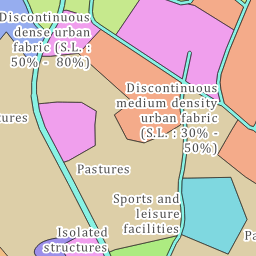 Discontinuous
dense urban
fabric (S.L. :
50% - 80%)
Discontinuous
medium density
urban fabric
(S.L. : 30% -
50%)
tures
Pastures
Sports and
leisure
facilities
Isolated
structures
Pa